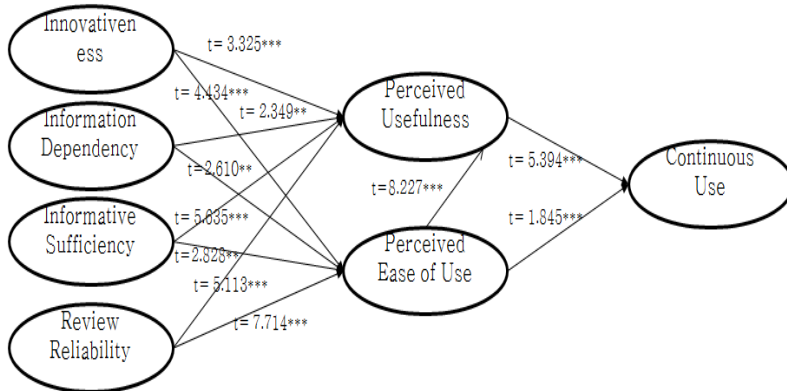 Innovativen
ess
t= 3.325***
t= 4.434***
t= 2.349**
Perceived
Usefulness
Information
Dependency
t=2.610**
t= 5.394***
Continuous
Use
t=8.227***
Informative
Sufficiency
t= 5.635***
t= 1.845***
t= 2.828**
Perceived
Ease of Use
t= 5.113***
Review
Reliability
t= 7.714***